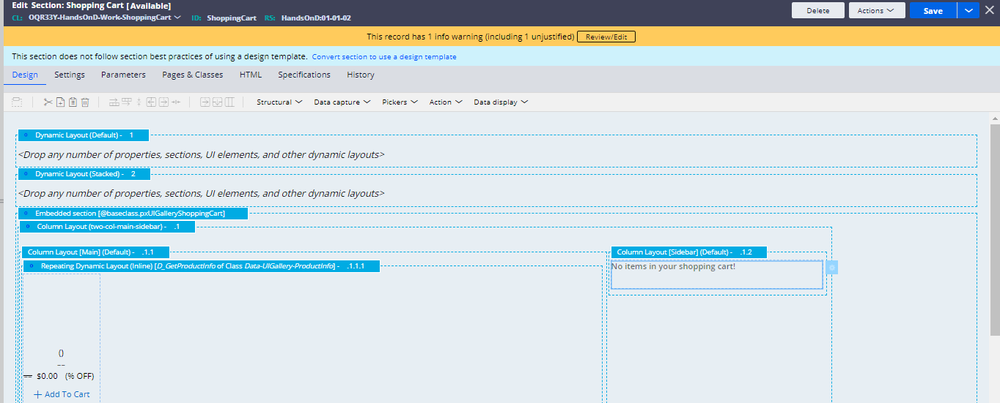 Edit Section: Shopping Cart [Available]
CL: OQR33Y-HandsOnD-Work-ShoppingCart ID: ShoppingCart RS: HandsOnD:01-01-02
Delete Actions Save
This record has 1 info warning (including 1 unjustified) Review/Edit
This section does not follow section best practices of using a design template. Convert section to use a design template
Design Settings Parameters Pages & Classes HTML Specifications History
Structural Data capture Pickers Action Data display
Dynamic Layout (Default) - 1
<Drop any number of properties, sections, UI elements, and other dynamic layouts>
Dynamic Layout (Stacked) - 2
<Drop any number of properties, sections, UI elements, and other dynamic layouts>
Embedded section [@baseclass.pxUIGalleryShoppingCart]
Column Layout (two-col-main-sidebar) - .1
Column Layout [Main] (Default) - .1.1
Column Layout [Sidebar] (Default) - .1.2
Repeating Dynamic Layout (Inline) [D_GetProductInfo of Class Data-UIGallery-ProductInfo] - .1.1.1
No items in your shopping cart!
()
--
-- $0.00 (% OFF)
+ Add To Cart